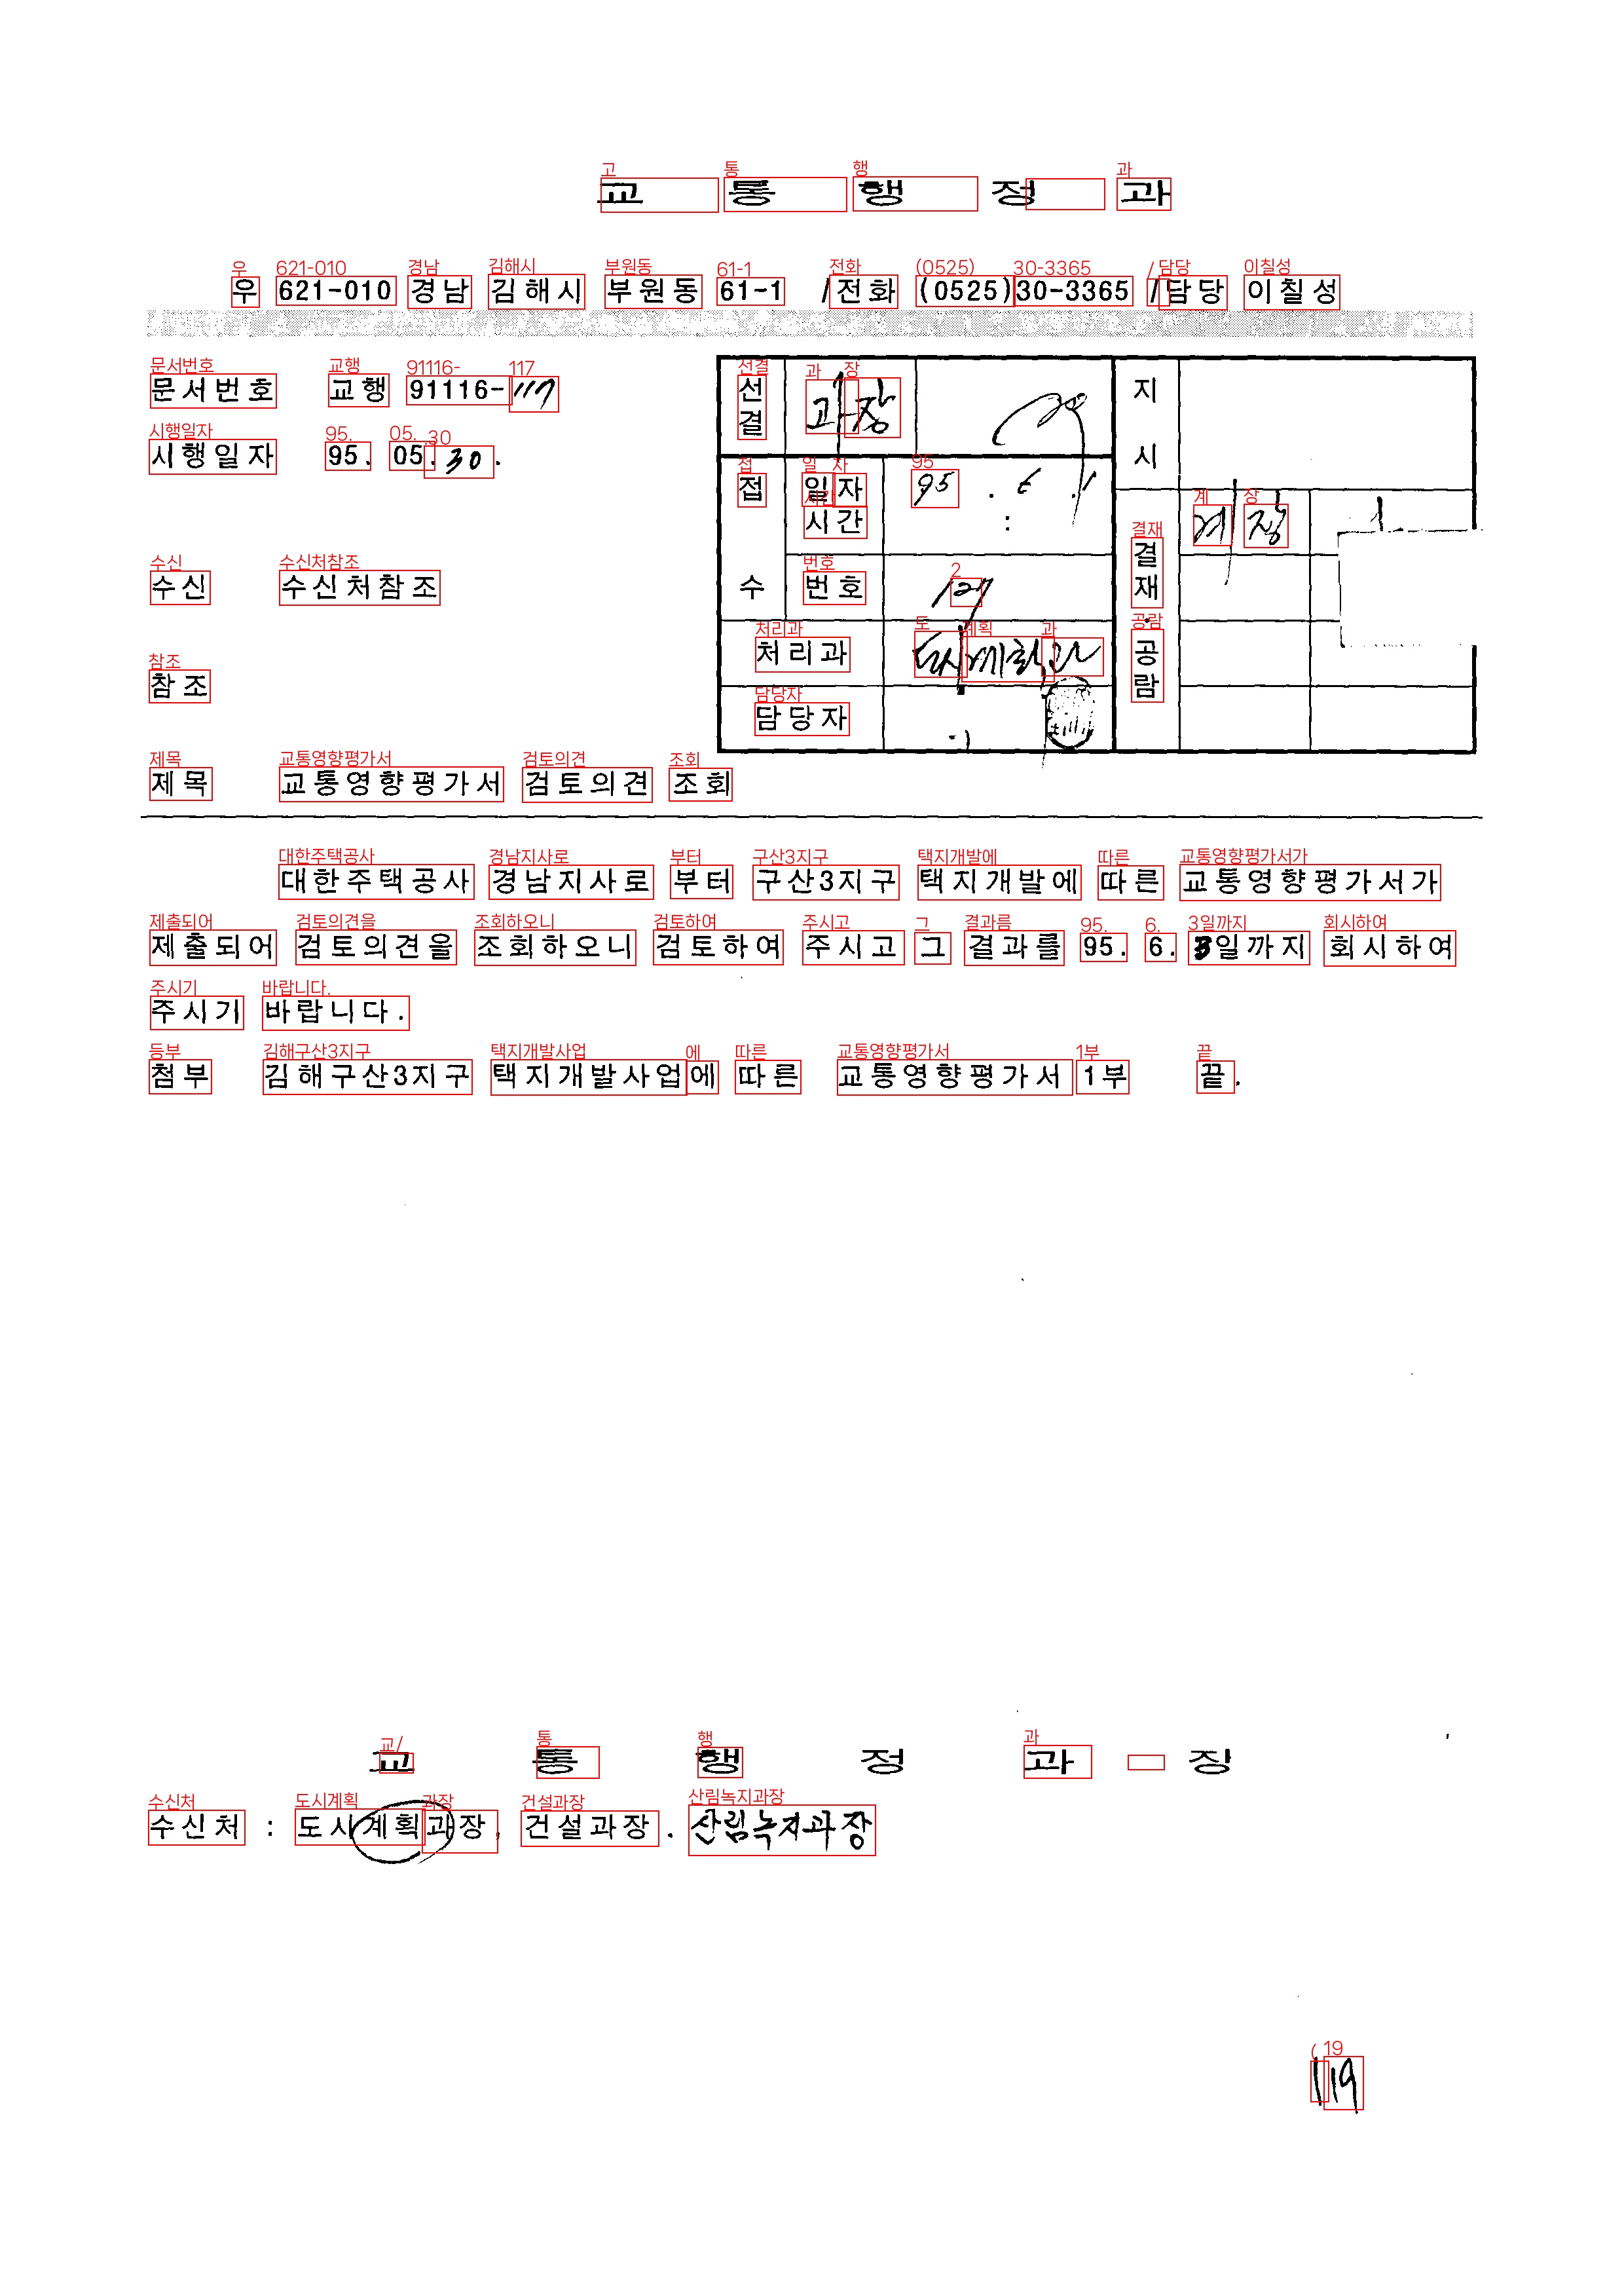 교 통 행 정 과
우 621-010 경남 김해시 부원동 61-1 /전화 (0525)30-3365 /담당 이칠성
문서번호 교행 91116-117
시행일자 95. 05. 30.
수신 수신처참조
참조
제목 교통영향평가서 검토의견 조회
선결 과장 지시
접수 일자 시간 95. 6. 1 :
번호 127
처리과 도시계획과
담당자
결재 공람 계장
대한주택공사 경남지사로 부터 구산3지구 택지개발에 따른 교통영향평가서가
제출되어 검토의견을 조회하오니 검토하여 주시고 그 결과를 95. 6. 3일까지 회시하여
주시기 바랍니다.
첨부 김해구산3지구 택지개발사업에 따른 교통영향평가서 1부 끝.
교 통 행 정 과 장
수신처 : 도시계획과장, 건설과장. 산림녹지과장
119